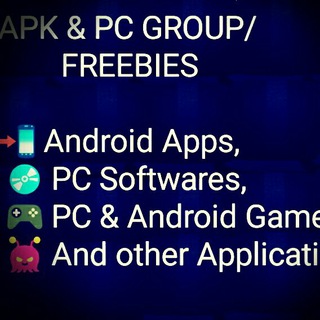 APK & PC GROUP/
FREEBIES
Android Apps,
PC Softwares,
PC & Android Game
And other Applicati